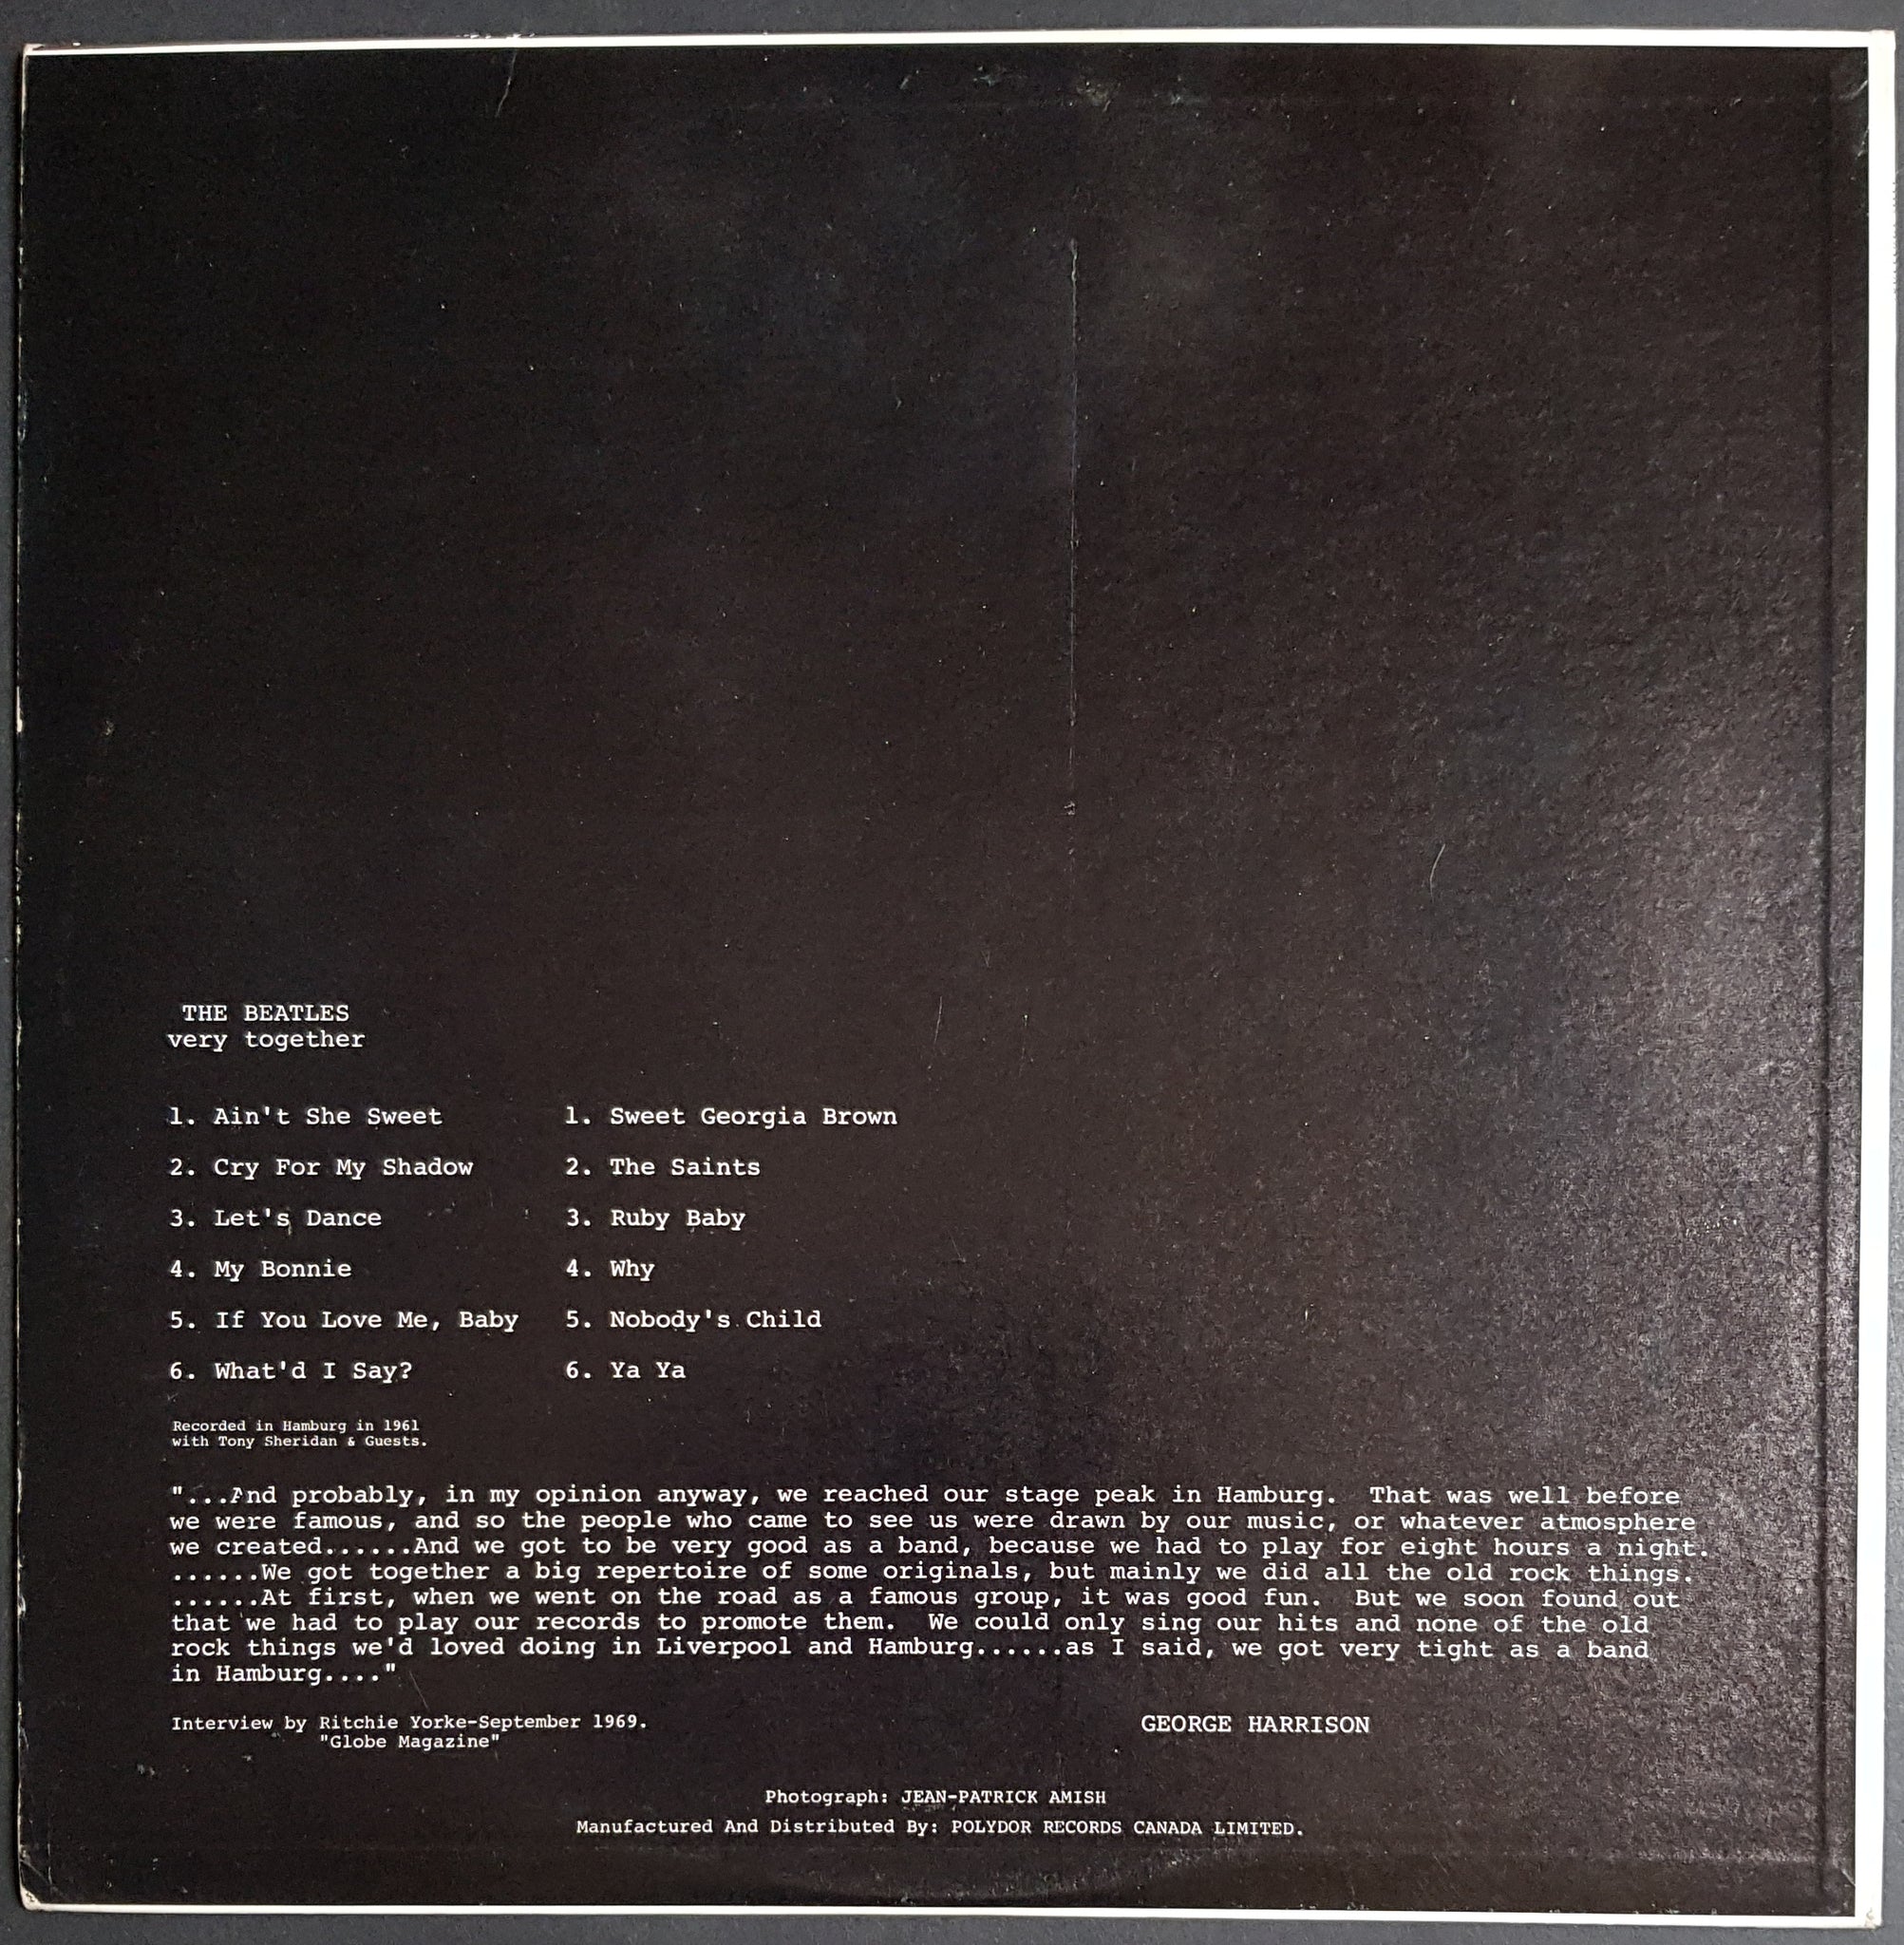 THE BEATLES
very together
1. Ain't She Sweet
2. Cry For My Shadow
3. Let's Dance
4. My Bonnie
5. If You Love Me, Baby
6. What'd I Say?
1. Sweet Georgia Brown
2. The Saints
3. Ruby Baby
4. Why
5. Nobody's Child
6. Ya Ya
Recorded in Hamburg in 1961
with Tony Sheridan & Guests.
"...And probably, in my opinion anyway, we reached our stage peak in Hamburg.  That was well before
we were famous, and so the people who came to see us were drawn by our music, or whatever atmosphere
we created......And we got to be very good as a band, because we had to play for eight hours a night.
......We got together a big repertoire of some originals, but mainly we did all the old rock things.
......At first, when we went on the road as a famous group, it was good fun.  But we soon found out
that we had to play our records to promote them.  We could only sing our hits and none of the old
rock things we'd loved doing in Liverpool and Hamburg......as I said, we got very tight as a band
in Hamburg...."
Interview by Ritchie Yorke-September 1969.
"Globe Magazine"
GEORGE HARRISON
Photograph: JEAN-PATRICK AMISH
Manufactured And Distributed By: POLYDOR RECORDS CANADA LIMITED.